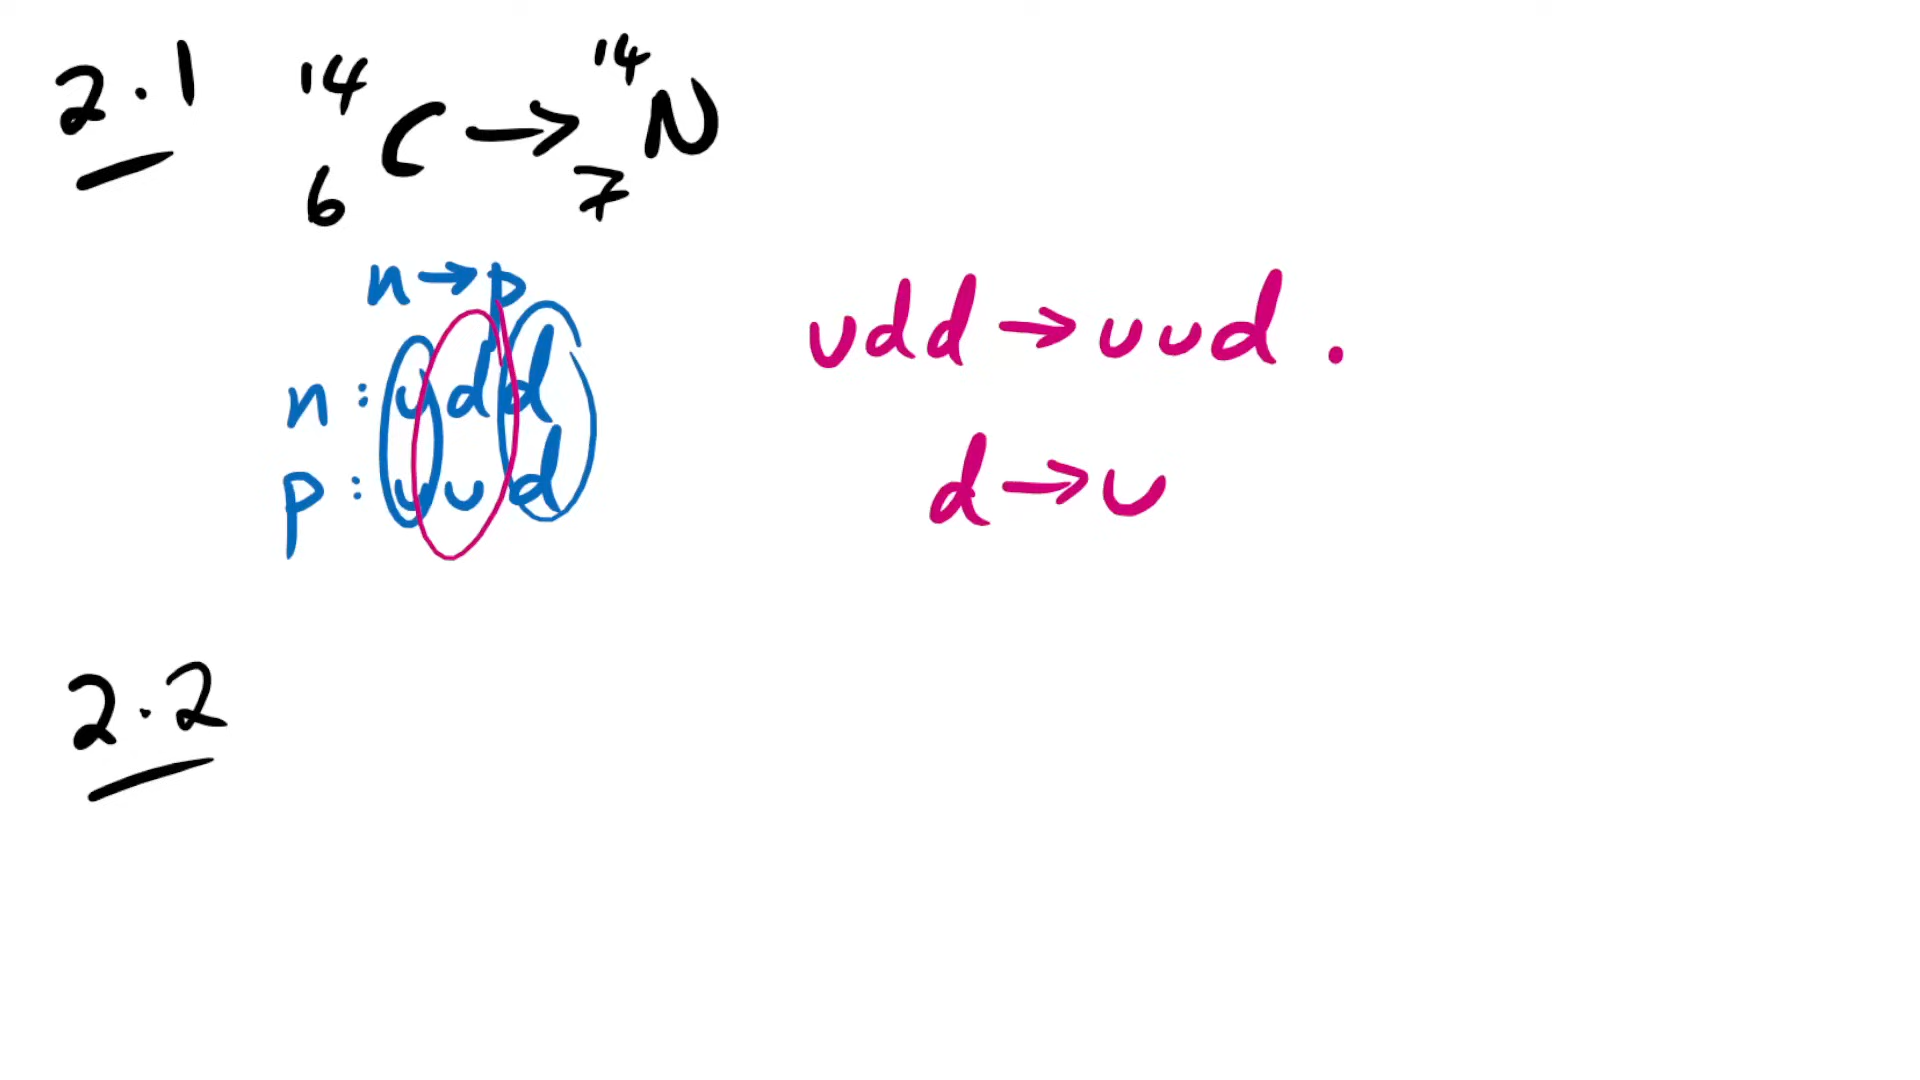 2.1 ¹⁴₆C → ¹⁴₇N
n → p
n : udd
p : uud
udd → uud .
d → u
2.2